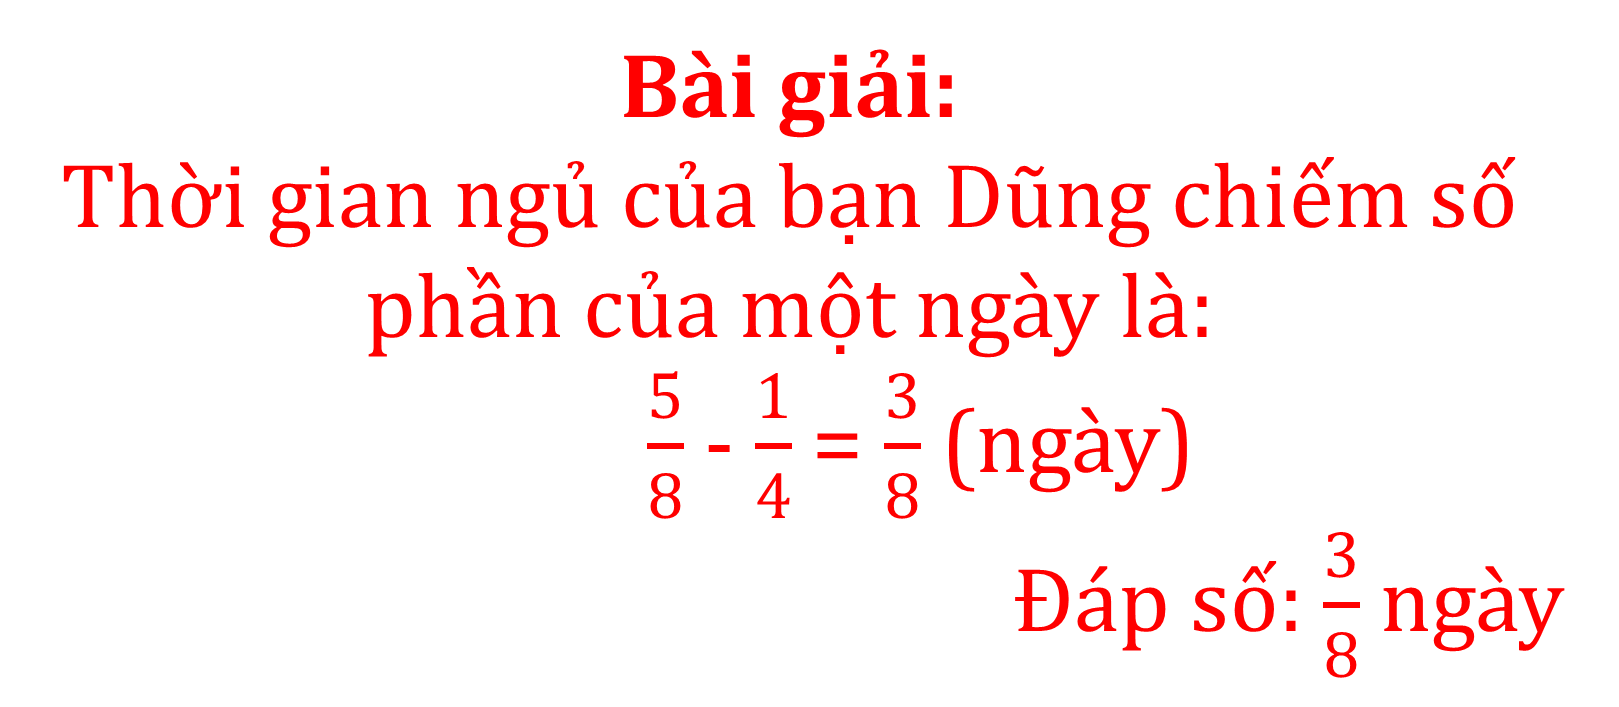 Bài giải:
Thời gian ngủ của bạn Dũng chiếm số
phần của một ngày là:
5/8 - 1/4 = 3/8 (ngày)
Đáp số: 3/8 ngày